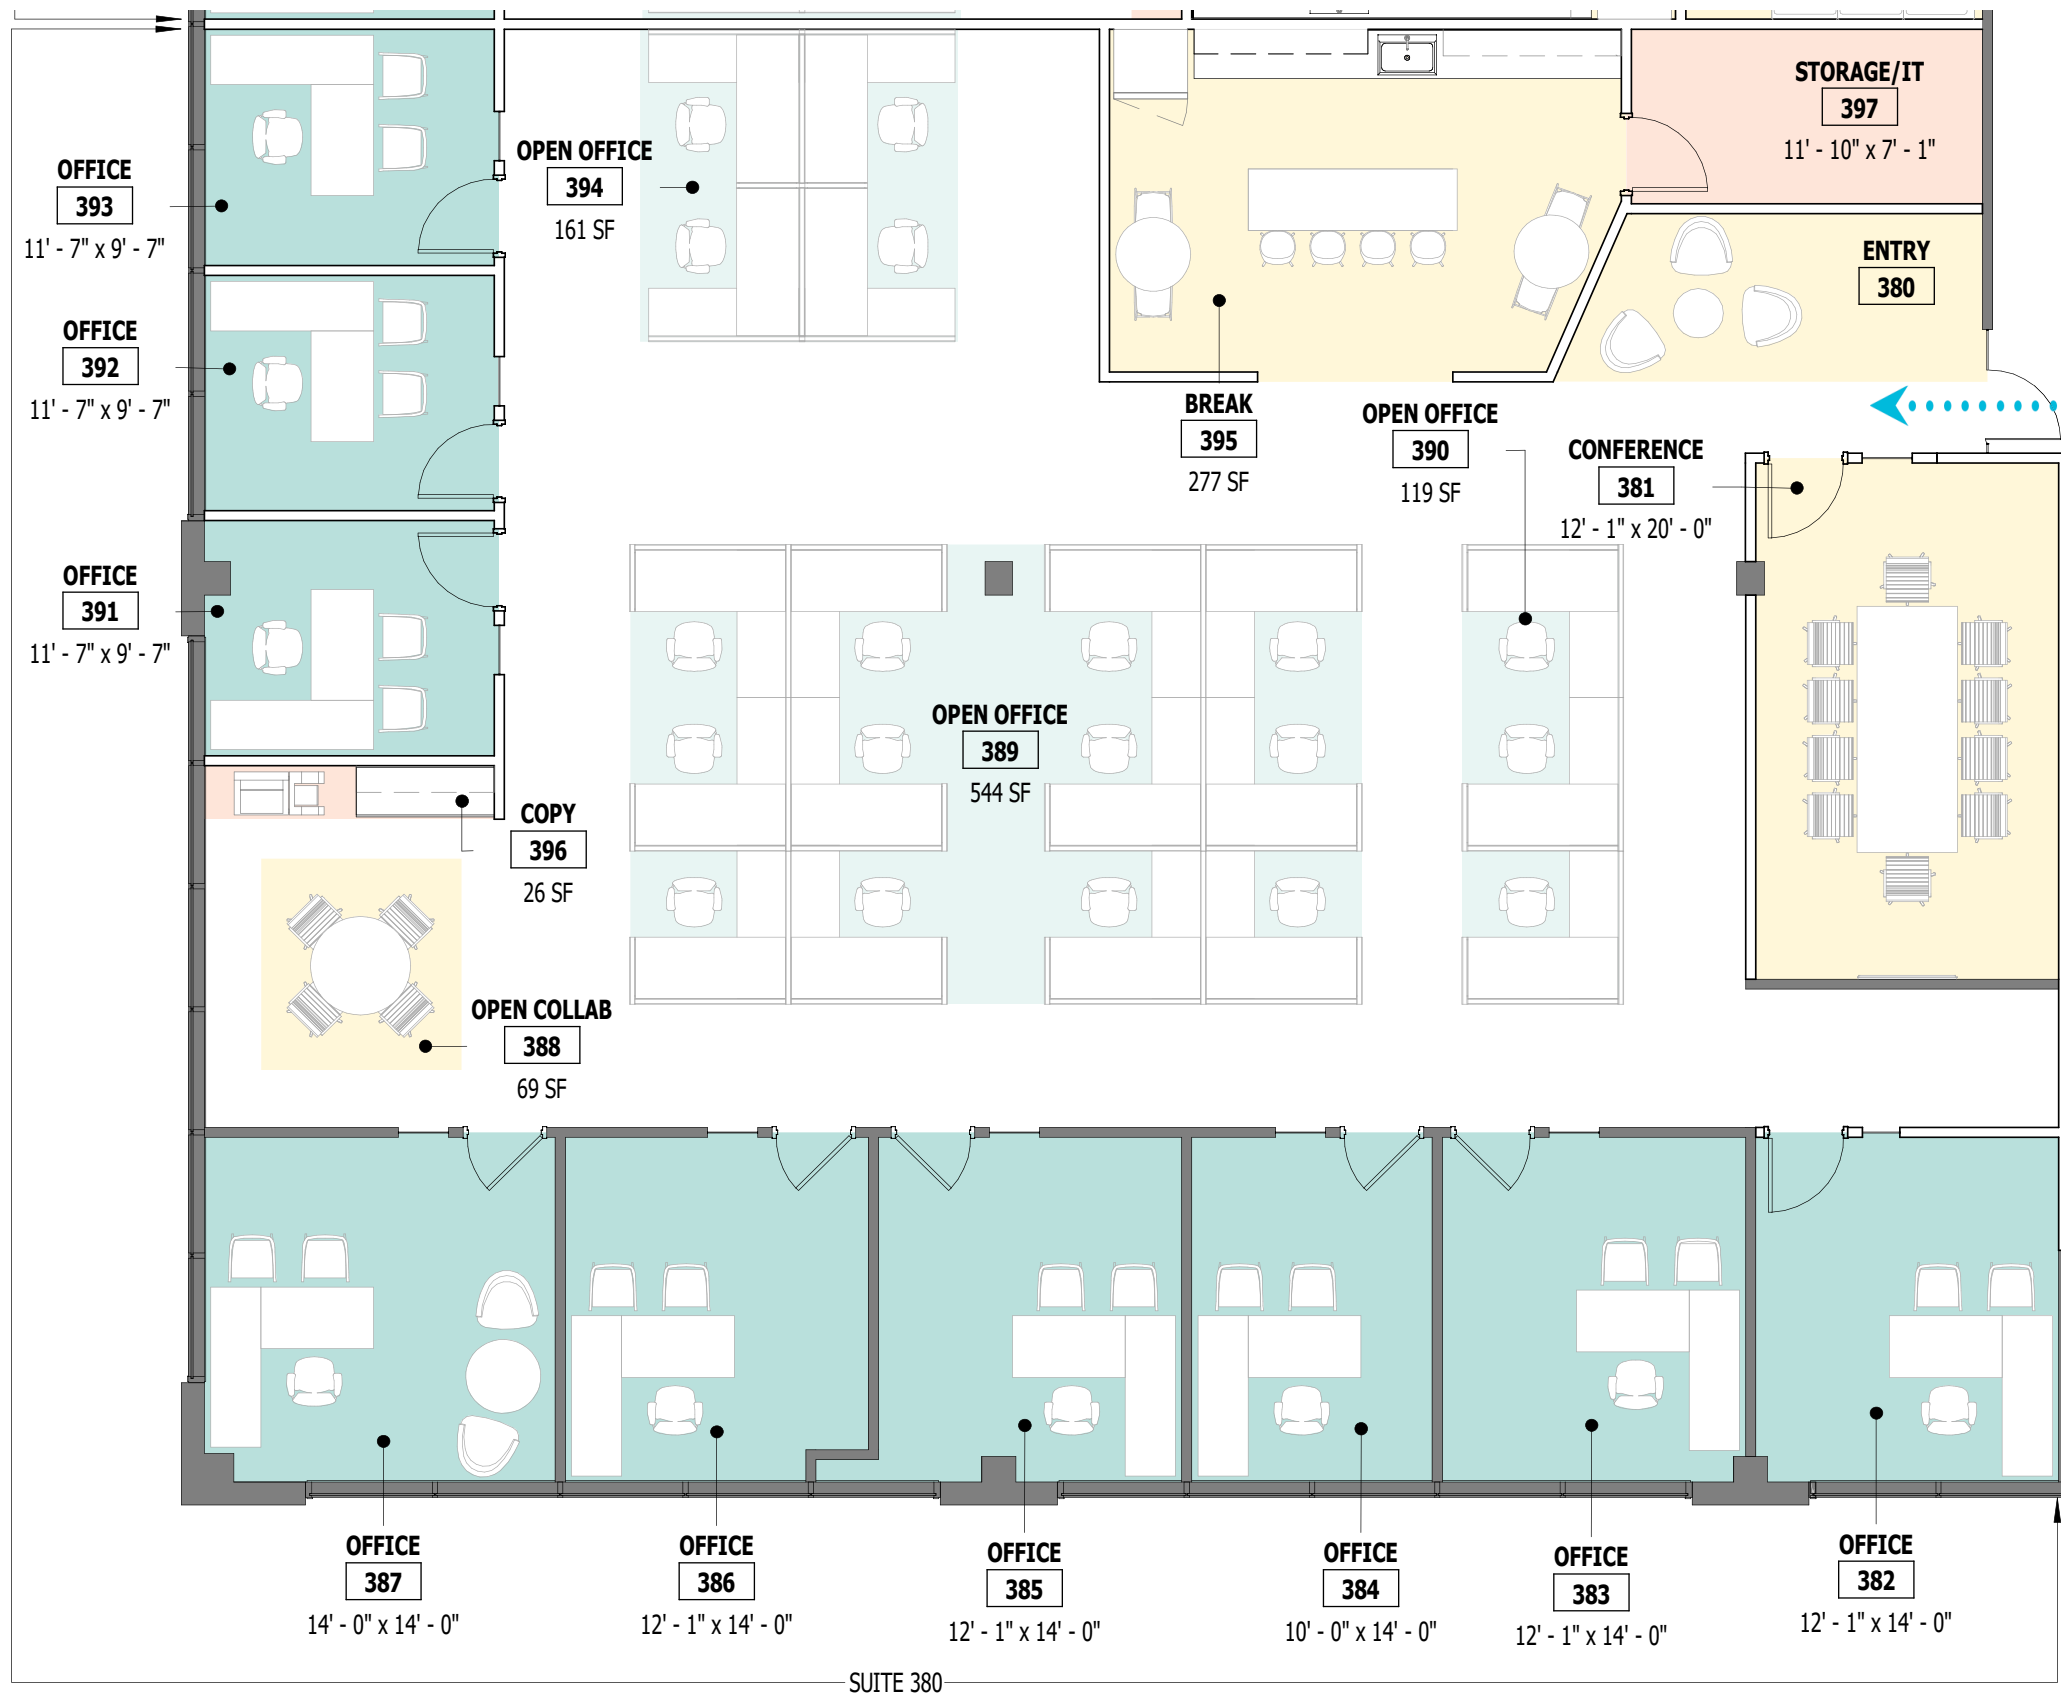 STORAGE/IT
397
11' - 10" x 7' - 1"
OPEN OFFICE
394
161 SF
OFFICE
393
11' - 7" x 9' - 7"
ENTRY
380
OFFICE
392
11' - 7" x 9' - 7"
BREAK
395
277 SF
OPEN OFFICE
390
119 SF
CONFERENCE
381
12' - 1" x 20' - 0"
OFFICE
391
11' - 7" x 9' - 7"
OPEN OFFICE
389
544 SF
COPY
396
26 SF
OPEN COLLAB
388
69 SF
OFFICE
387
14' - 0" x 14' - 0"
OFFICE
386
12' - 1" x 14' - 0"
OFFICE
385
12' - 1" x 14' - 0"
OFFICE
384
10' - 0" x 14' - 0"
OFFICE
383
12' - 1" x 14' - 0"
OFFICE
382
12' - 1" x 14' - 0"
SUITE 380